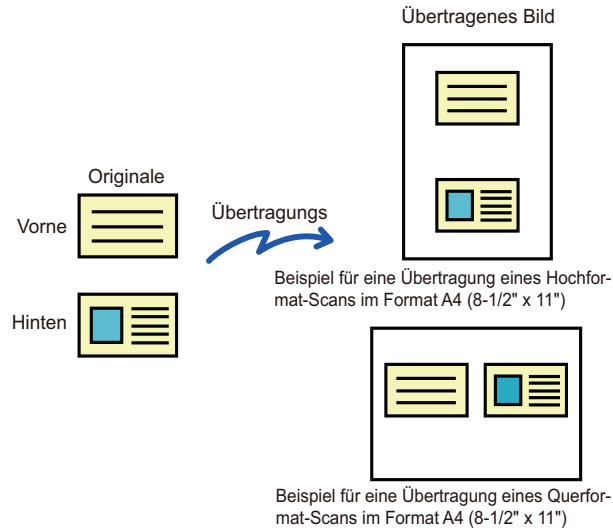 Übertragenes Bild
Originale
Vorne
Übertragungs
Hinten
Beispiel für eine Übertragung eines Hochfor-
mat-Scans im Format A4 (8-1/2" x 11")
Beispiel für eine Übertragung eines Querfor-
mat-Scans im Format A4 (8-1/2" x 11")